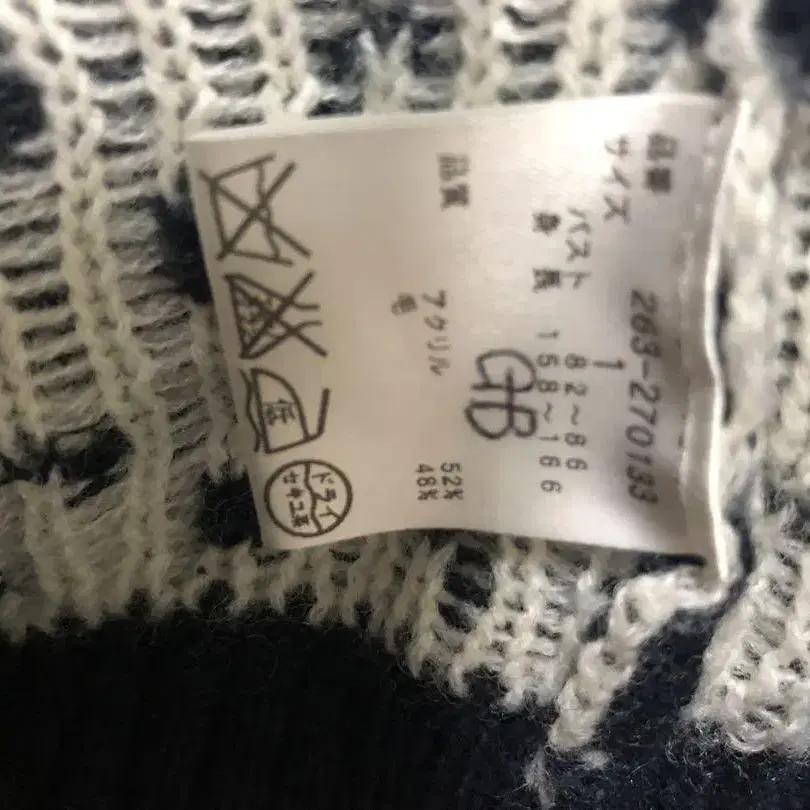 品番 263-270133
サイズ 1
バスト 82～86
身長 158～166
GB
品質
アクリル 52%
毛 48%
低
ドライ
セキユ系